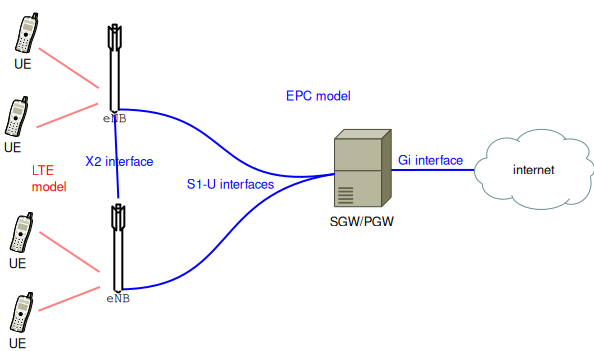 UE
eNB
EPC model
UE
X2 interface
Gi interface
internet
LTE
model
S1-U interfaces
SGW/PGW
UE
eNB
UE